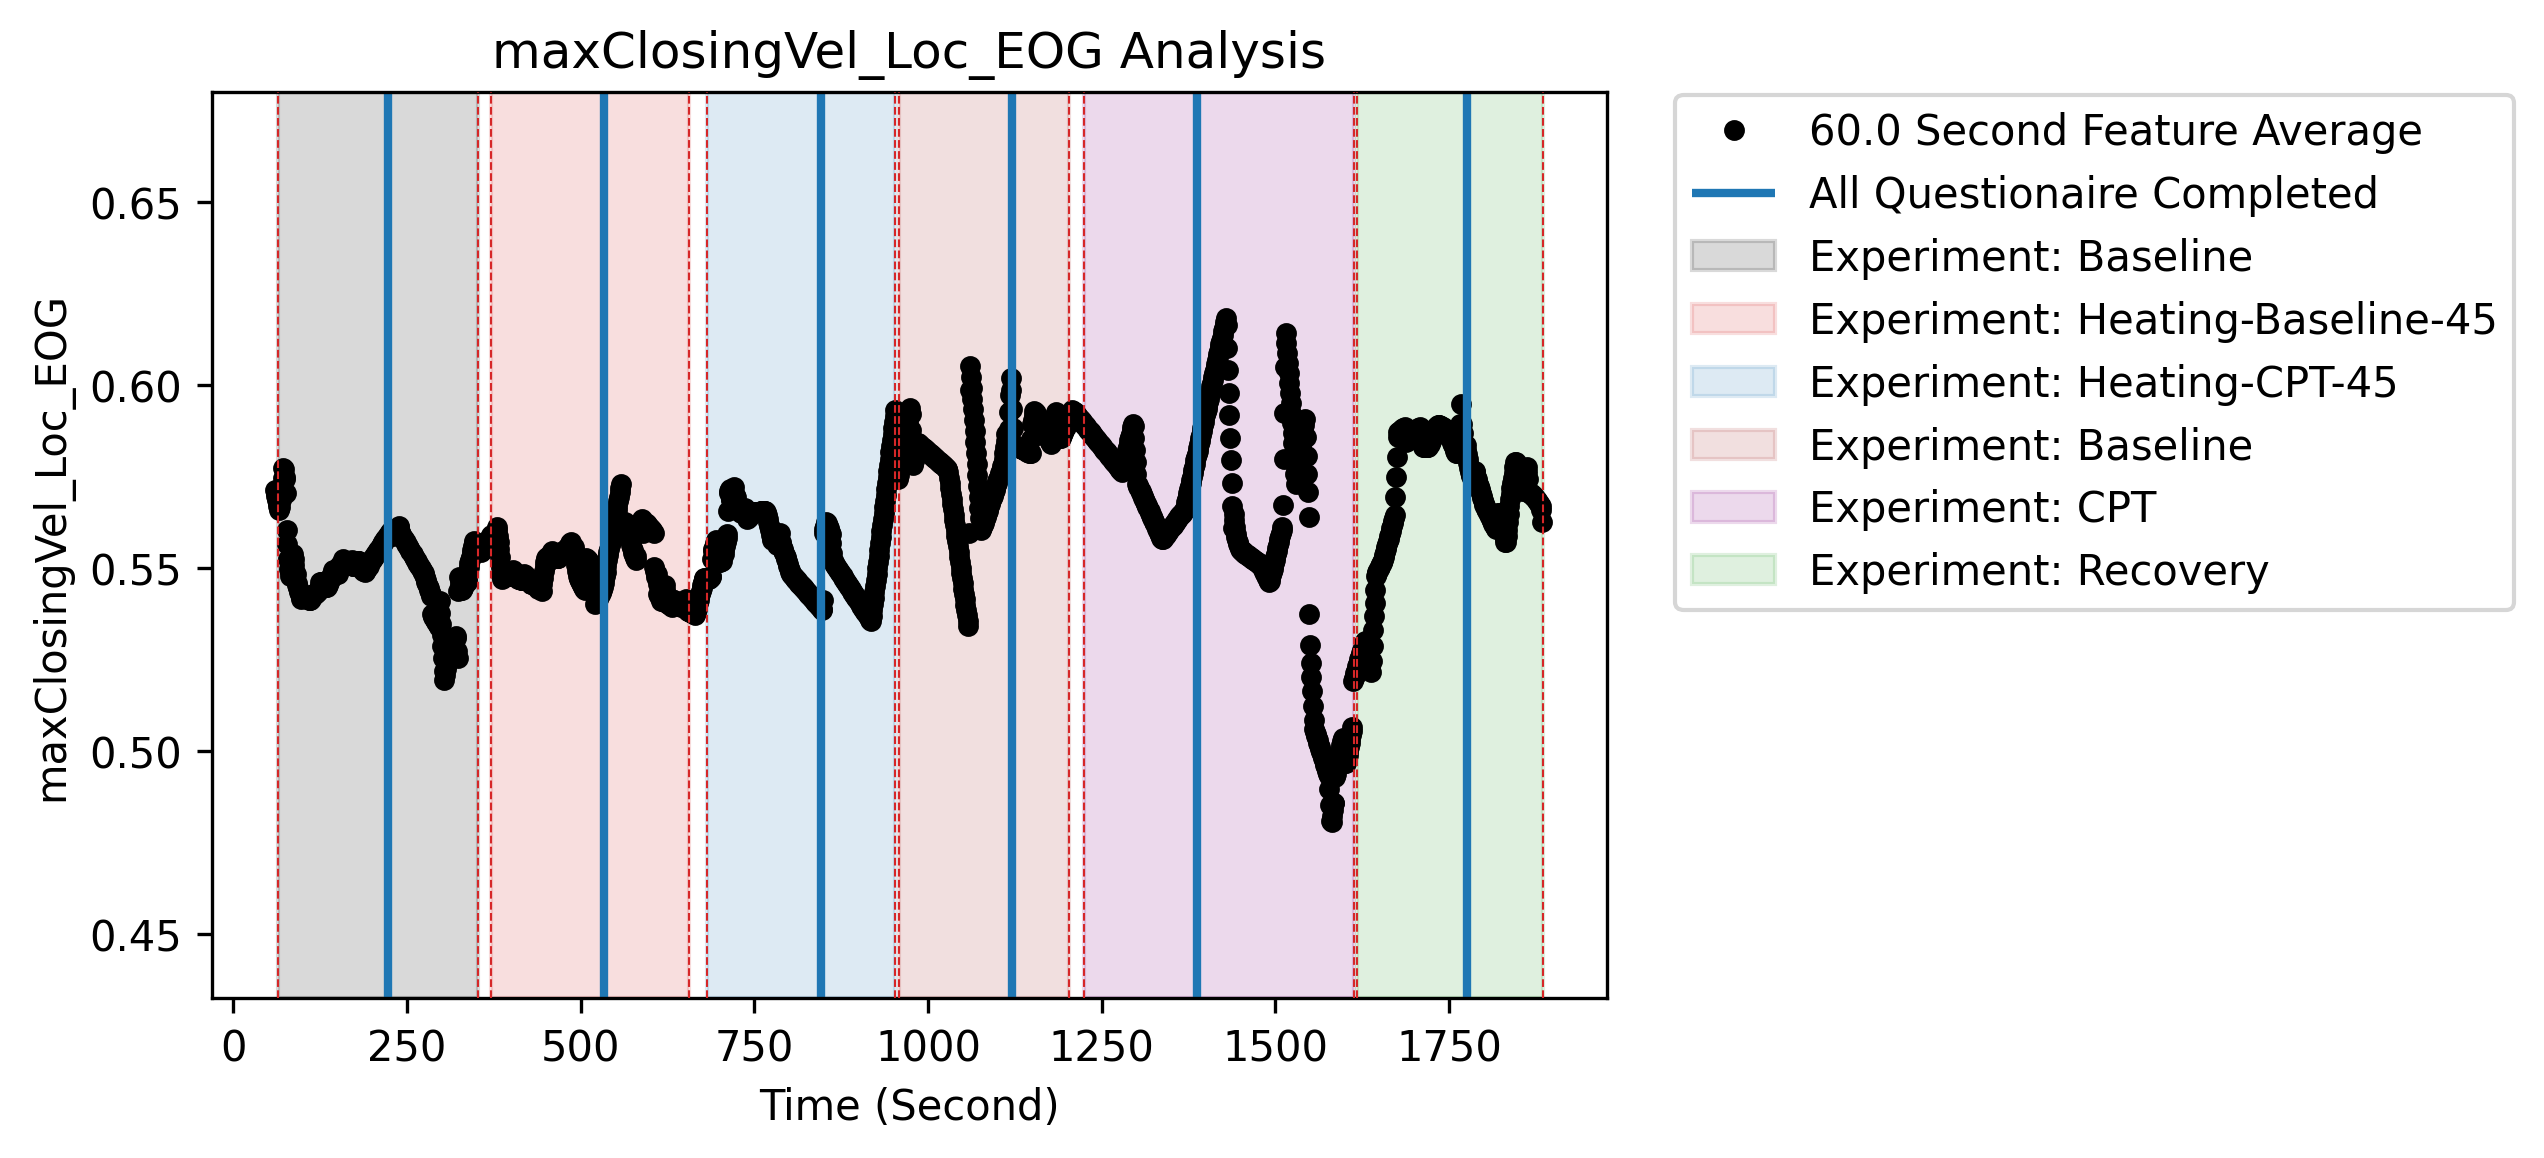 maxClosingVel_Loc_EOG Analysis
maxClosingVel_Loc_EOG
0.65
0.60
0.55
0.50
0.45
0 250 500 750 1000 1250 1500 1750
Time (Second)
60.0 Second Feature Average
All Questionaire Completed
Experiment: Baseline
Experiment: Heating-Baseline-45
Experiment: Heating-CPT-45
Experiment: Baseline
Experiment: CPT
Experiment: Recovery